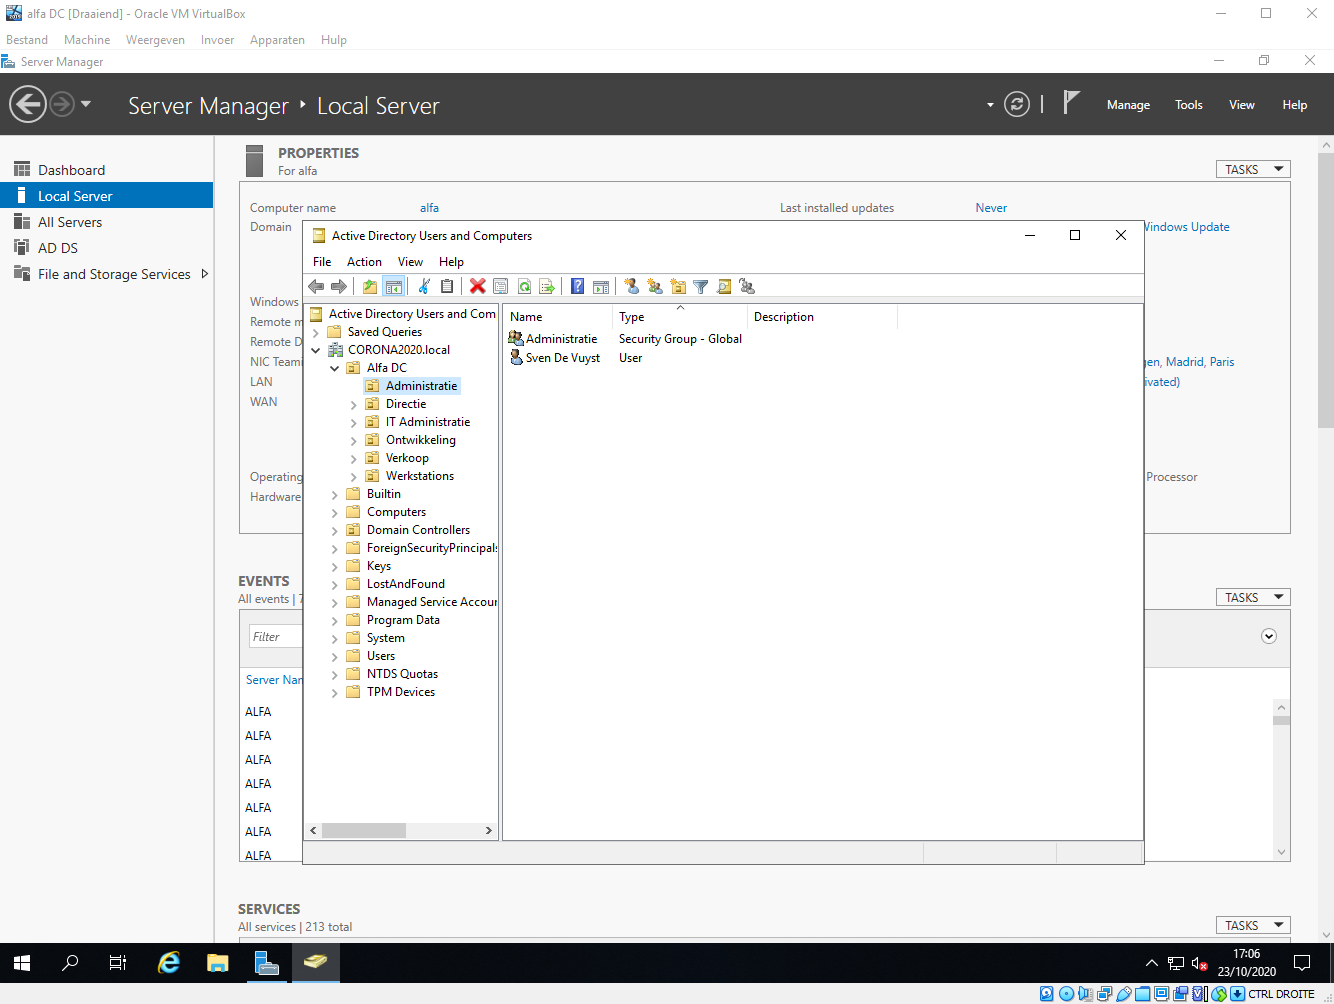 alfa DC [Draaiend] - Oracle VM VirtualBox
Bestand Machine Weergeven Invoer Apparaten Hulp
Server Manager
Server Manager • Local Server
Manage Tools View Help
Dashboard
Local Server
All Servers
AD DS
File and Storage Services
PROPERTIES
For alfa
TASKS
Computer name alfa Last installed updates Never
Domain Windows Update
Active Directory Users and Computers
File Action View Help
Active Directory Users and Com
Saved Queries
CORONA2020.local
Alfa DC
Administratie
Directie
IT Administratie
Ontwikkeling
Verkoop
Werkstations
Builtin
Computers
Domain Controllers
ForeignSecurityPrincipals
Keys
LostAndFound
Managed Service Accour
Program Data
System
Users
NTDS Quotas
TPM Devices
Name Type Description
Administratie Security Group - Global
Sven De Vuyst User
Windows
Remote m
Remote D
NIC Teami
LAN
WAN
Operating
Hardware
en, Madrid, Paris
ivated)
Processor
EVENTS
All events |
TASKS
Filter
Server Nam
ALFA
ALFA
ALFA
ALFA
ALFA
ALFA
ALFA
SERVICES
All services | 213 total
TASKS
17:06
23/10/2020
CTRL DROITE